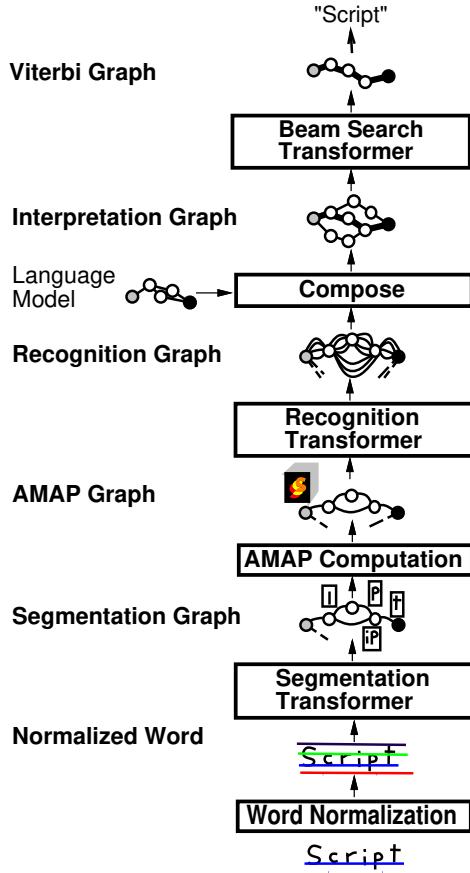 "Script"
Viterbi Graph
Beam Search
Transformer
Interpretation Graph
Language
Model
Compose
Recognition Graph
Recognition
Transformer
AMAP Graph
AMAP Computation
Segmentation Graph
l
p
t
ip
Segmentation
Transformer
Normalized Word
Script
Word Normalization
Script